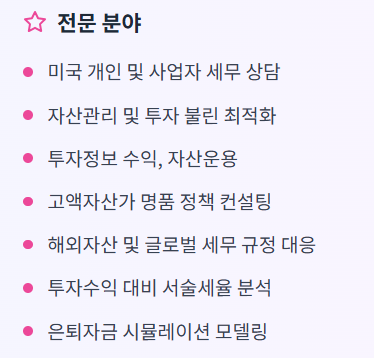 전문 분야
미국 개인 및 사업자 세무 상담
자산관리 및 투자 불린 최적화
투자정보 수익, 자산운용
고액자산가 명품 정책 컨설팅
해외자산 및 글로벌 세무 규정 대응
투자수익 대비 서술세율 분석
은퇴자금 시뮬레이션 모델링